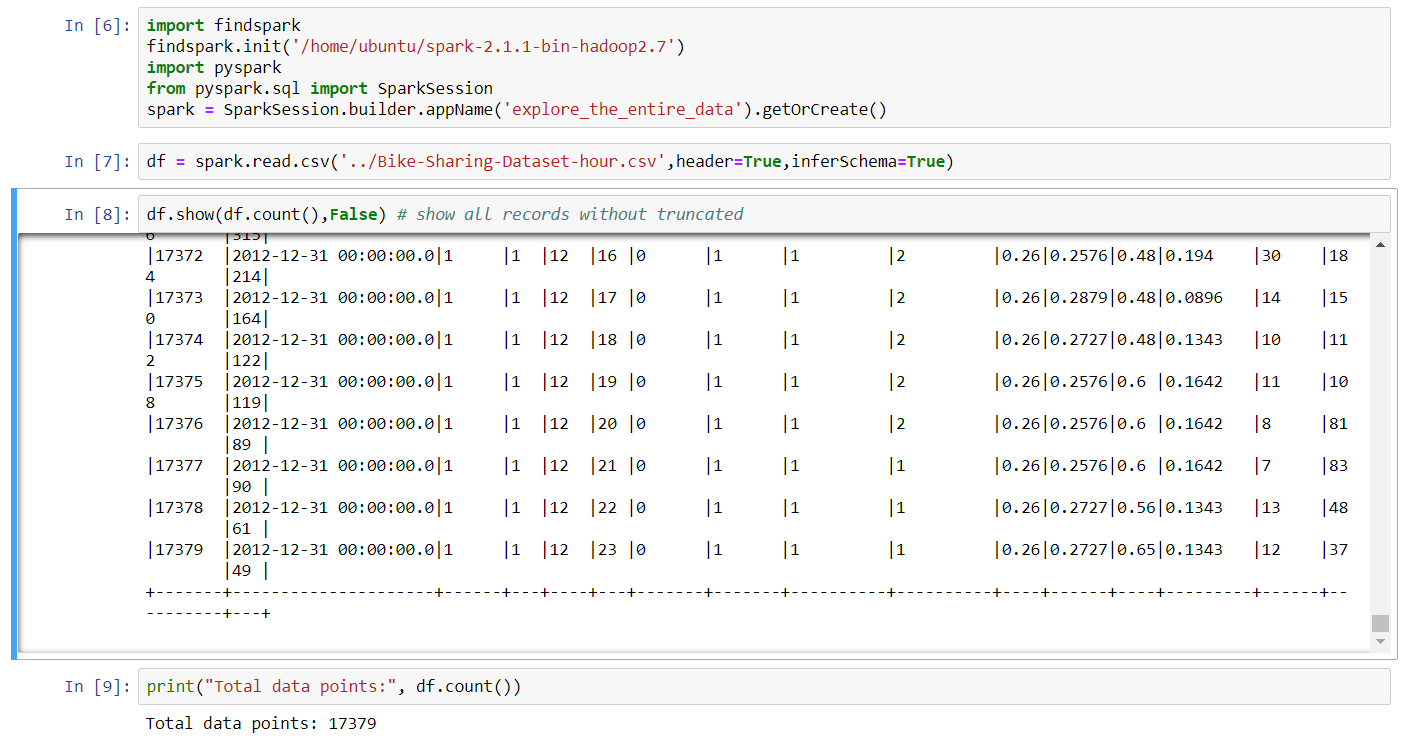 In [6]: import findspark
findspark.init('/home/ubuntu/spark-2.1.1-bin-hadoop2.7')
import pyspark
from pyspark.sql import SparkSession
spark = SparkSession.builder.appName('explore_the_entire_data').getOrCreate()
In [7]: df = spark.read.csv('../Bike-Sharing-Dataset-hour.csv',header=True,inferSchema=True)
In [8]: df.show(df.count(),False) # show all records without truncated
6       |315|
|17372  |2012-12-31 00:00:00.0|1     |1  |12  |16 |0      |1      |1         |2         |0.26|0.2576|0.48|0.194    |30    |18
4       |214|
|17373  |2012-12-31 00:00:00.0|1     |1  |12  |17 |0      |1      |1         |2         |0.26|0.2879|0.48|0.0896   |14    |15
0       |164|
|17374  |2012-12-31 00:00:00.0|1     |1  |12  |18 |0      |1      |1         |2         |0.26|0.2727|0.48|0.1343   |10    |11
2       |122|
|17375  |2012-12-31 00:00:00.0|1     |1  |12  |19 |0      |1      |1         |2         |0.26|0.2576|0.6 |0.1642   |11    |10
8       |119|
|17376  |2012-12-31 00:00:00.0|1     |1  |12  |20 |0      |1      |1         |2         |0.26|0.2576|0.6 |0.1642   |8     |81
        |89 |
|17377  |2012-12-31 00:00:00.0|1     |1  |12  |21 |0      |1      |1         |1         |0.26|0.2576|0.6 |0.1642   |7     |83
        |90 |
|17378  |2012-12-31 00:00:00.0|1     |1  |12  |22 |0      |1      |1         |1         |0.26|0.2727|0.56|0.1343   |13    |48
        |61 |
|17379  |2012-12-31 00:00:00.0|1     |1  |12  |23 |0      |1      |1         |1         |0.26|0.2727|0.65|0.1343   |12    |37
        |49 |
+-------+---------------------+------+---+----+---+-------+-------+----------+----------+----+------+----+---------+------+--
--------+---+
In [9]: print("Total data points:", df.count())
Total data points: 17379